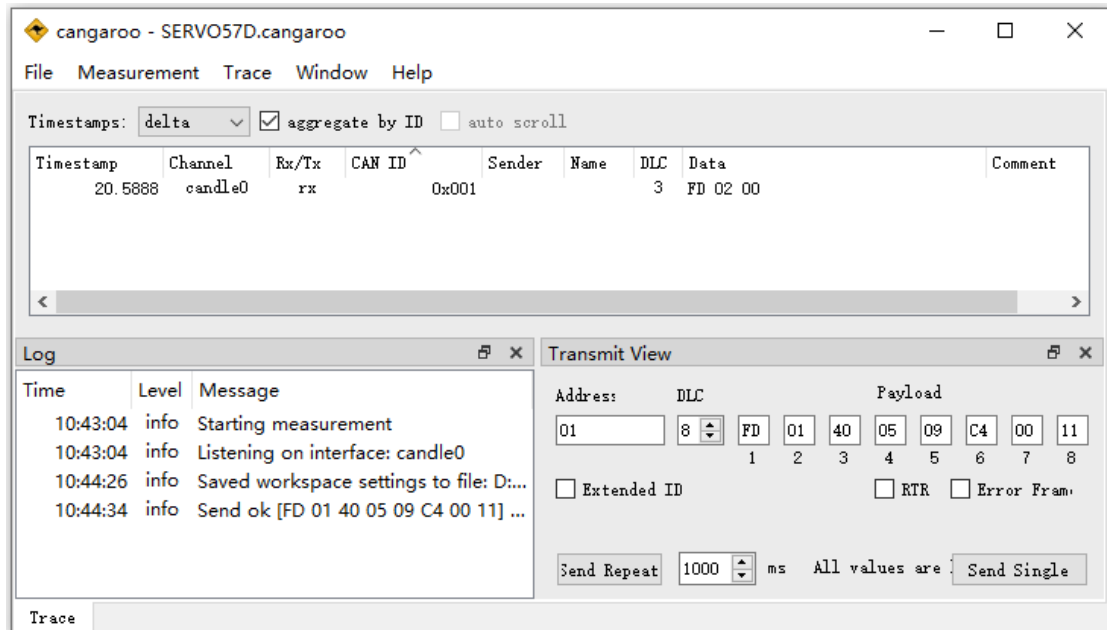 cangaroo - SERVO57D.cangaroo
File Measurement Trace Window Help
Timestamps: delta aggregate by ID auto scroll
Timestamp Channel Rx/Tx CAN ID Sender Name DLC Data Comment
20.5888 candle0 rx 0x001 3 FD 02 00
Log
Time Level Message
10:43:04 info Starting measurement
10:43:04 info Listening on interface: candle0
10:44:26 info Saved workspace settings to file: D:...
10:44:34 info Send ok [FD 01 40 05 09 C4 00 11] ...
Transmit View
Address DLC Payload
01 8 FD 01 40 05 09 C4 00 11
1 2 3 4 5 6 7 8
Extended ID RTR Error Fram
Send Repeat 1000 ms All values are Send Single
Trace